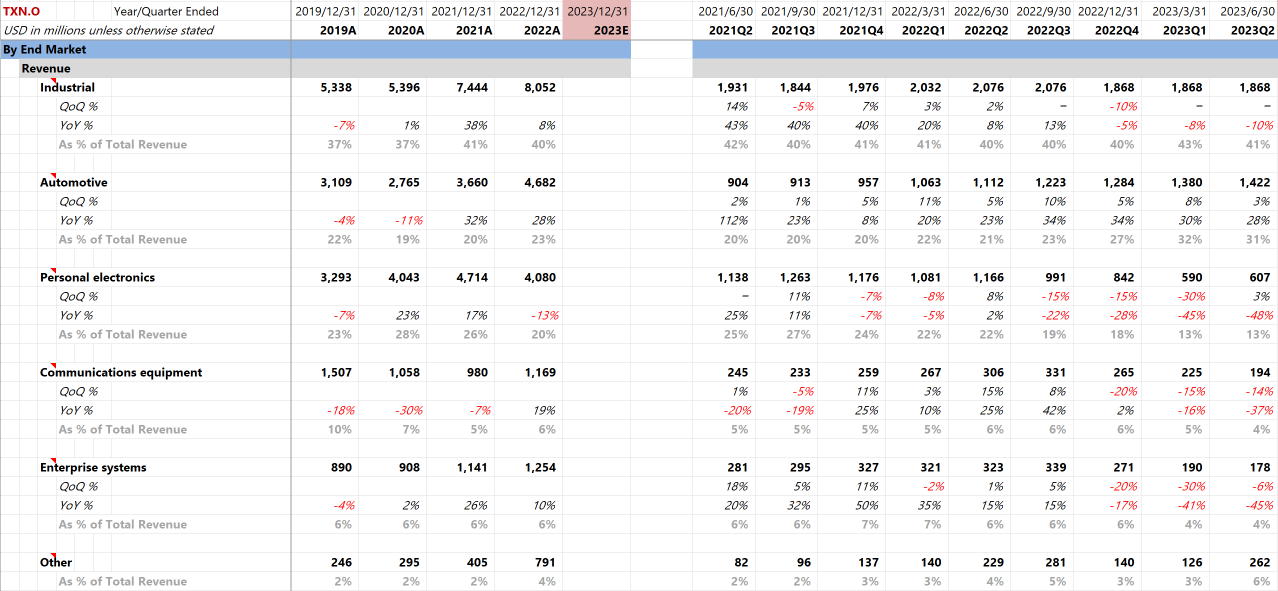 TXN.O Year/Quarter Ended 2019/12/31 2020/12/31 2021/12/31 2022/12/31 2023/12/31 2021/6/30 2021/9/30 2021/12/31 2022/3/31 2022/6/30 2022/9/30 2022/12/31 2023/3/31 2023/6/30
USD in millions unless otherwise stated 2019A 2020A 2021A 2022A 2023E 2021Q2 2021Q3 2021Q4 2022Q1 2022Q2 2022Q3 2022Q4 2023Q1 2023Q2
By End Market
Revenue
Industrial 5,338 5,396 7,444 8,052 1,931 1,844 1,976 2,032 2,076 2,076 1,868 1,868 1,868
QoQ % 14% -5% 7% 3% 2% – -10% – –
YoY % -7% 1% 38% 8% 43% 40% 40% 20% 8% 13% -5% -8% -10%
As % of Total Revenue 37% 37% 41% 40% 42% 40% 41% 41% 40% 40% 40% 43% 41%
Automotive 3,109 2,765 3,660 4,682 904 913 957 1,063 1,112 1,223 1,284 1,380 1,422
QoQ % 2% 1% 5% 11% 5% 10% 5% 8% 3%
YoY % -4% -11% 32% 28% 112% 23% 8% 20% 23% 34% 34% 30% 28%
As % of Total Revenue 22% 19% 20% 23% 20% 20% 20% 22% 21% 23% 27% 32% 31%
Personal electronics 3,293 4,043 4,714 4,080 1,138 1,263 1,176 1,081 1,166 991 842 590 607
QoQ % – 11% -7% -8% 8% -15% -15% -30% 3%
YoY % -7% 23% 17% -13% 25% 11% -7% -5% 2% -22% -28% -45% -48%
As % of Total Revenue 23% 28% 26% 20% 25% 27% 24% 22% 22% 19% 18% 13% 13%
Communications equipment 1,507 1,058 980 1,169 245 233 259 267 306 331 265 225 194
QoQ % 1% -5% 11% 3% 15% 8% -20% -15% -14%
YoY % -18% -30% -7% 19% -20% -19% 25% 10% 25% 42% 2% -16% -37%
As % of Total Revenue 10% 7% 5% 6% 5% 5% 5% 5% 6% 6% 6% 5% 4%
Enterprise systems 890 908 1,141 1,254 281 295 327 321 323 339 271 190 178
QoQ % 18% 5% 11% -2% 1% 5% -20% -30% -6%
YoY % -4% 2% 26% 10% 20% 32% 50% 35% 15% 15% -17% -41% -45%
As % of Total Revenue 6% 6% 6% 6% 6% 6% 7% 7% 6% 6% 6% 4% 4%
Other 246 295 405 791 82 96 137 140 229 281 140 126 262
As % of Total Revenue 2% 2% 2% 4% 2% 2% 3% 3% 4% 5% 3% 3% 6%